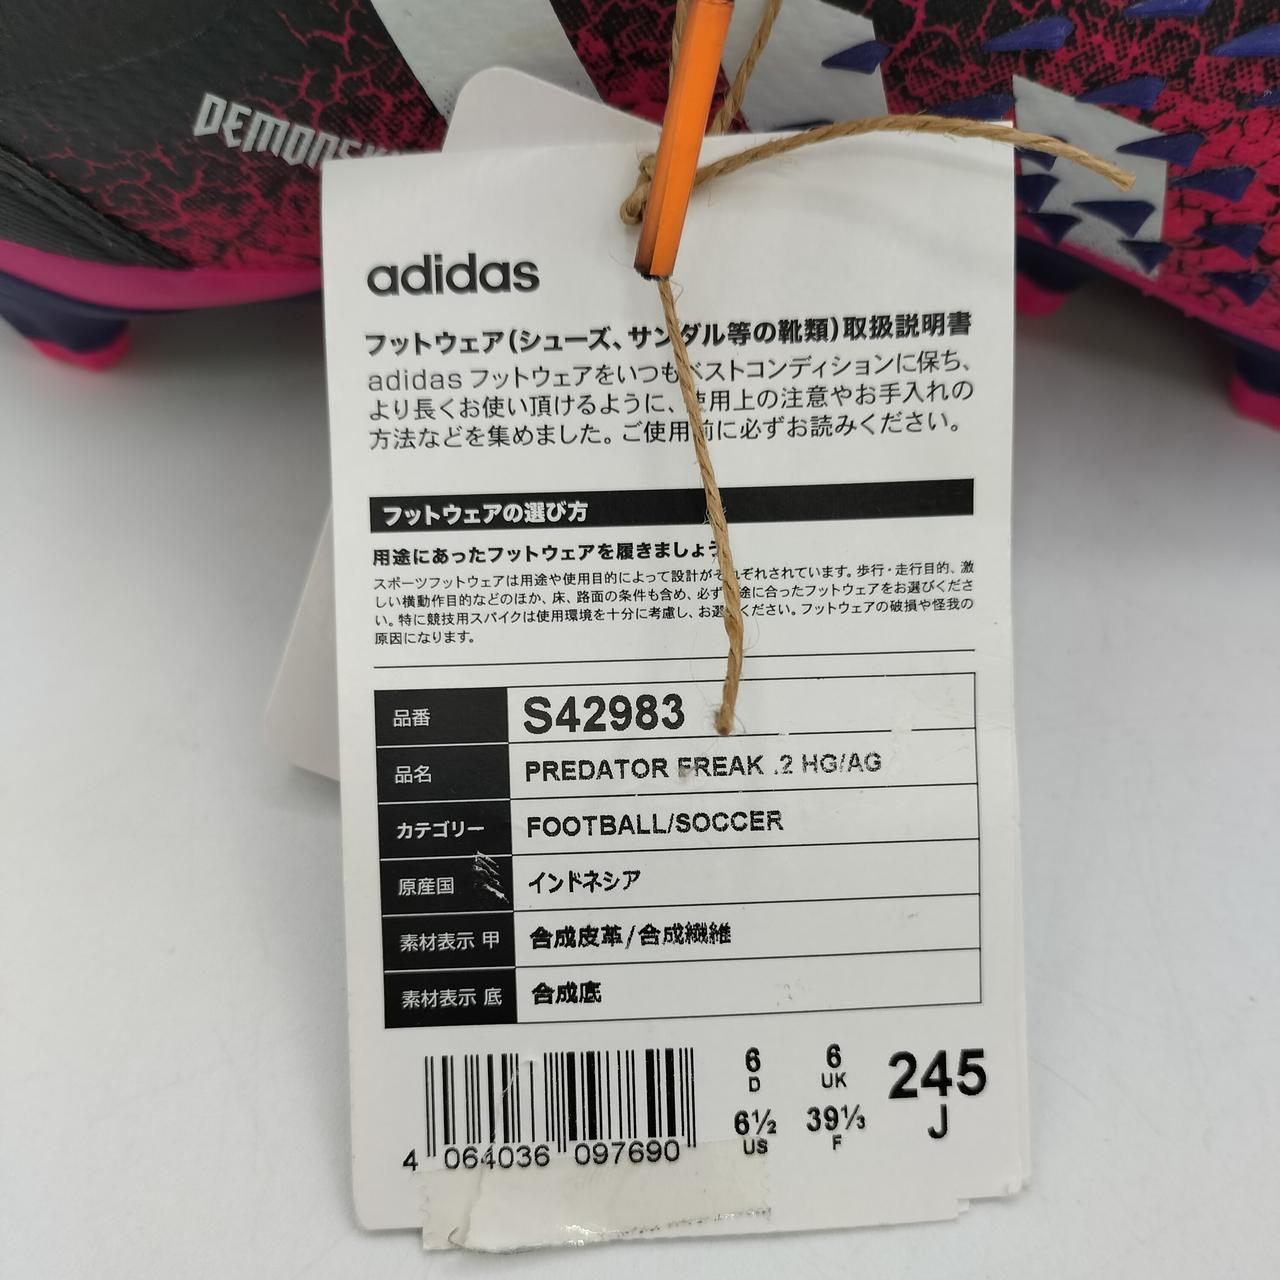 adidas
フットウェア(シューズ、サンダル等の靴類)取扱説明書
adidas フットウェアをいつもベストコンディションに保ち、
より長くお使い頂けるように、使用上の注意やお手入れの
方法などを集めました。ご使用前に必ずお読みください。
フットウェアの選び方
用途にあったフットウェアを履きましょう
スポーツフットウェアは用途や使用目的によって設計がそれぞれされています。歩行・走行目的、激
しい横動作目的などのほか、床、路面の条件も含め、必ず用途に合ったフットウェアをお選びくださ
い。特に競技用スパイクは使用環境を十分に考慮し、お選びください。フットウェアの破損や怪我の
原因になります。
品番 S42983
品名 PREDATOR FREAK .2 HG/AG
カテゴリー FOOTBALL/SOCCER
原産国 インドネシア
素材表示 甲 合成皮革/合成繊維
素材表示 底 合成底
6 6 245
D UK J
6½ 39⅓
US F
4 064036 097690